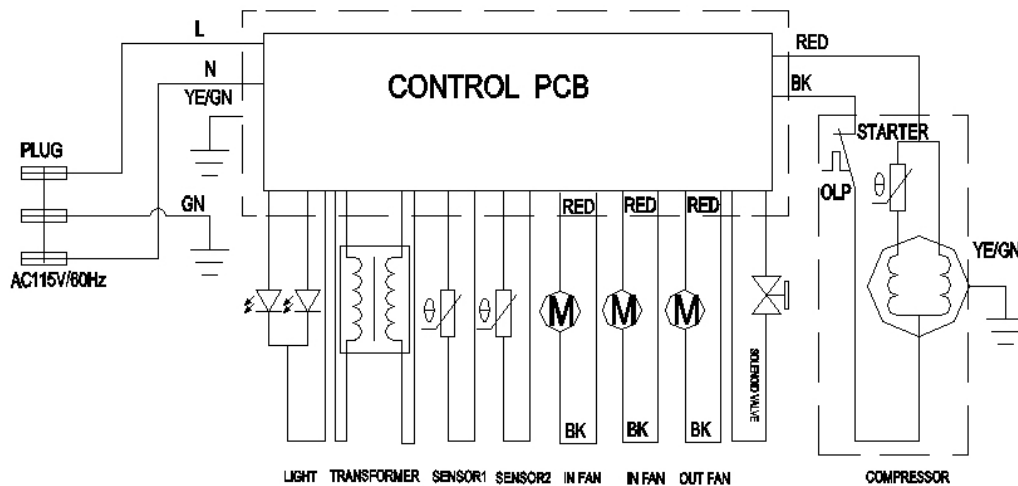 L
RED
N
YE/GN
CONTROL PCB
BK
STARTER
PLUG
OLP
θ
GN
RED
RED
RED
YE/GN
AC115V/60Hz
θ
θ
M
M
M
SOLENOID VALVE
BK
BK
BK
LIGHT
TRANSFORMER
SENSOR1
SENSOR2
IN FAN
IN FAN
OUT FAN
COMPRESSOR